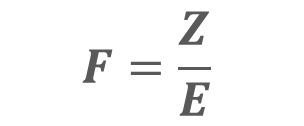 F = Z/E